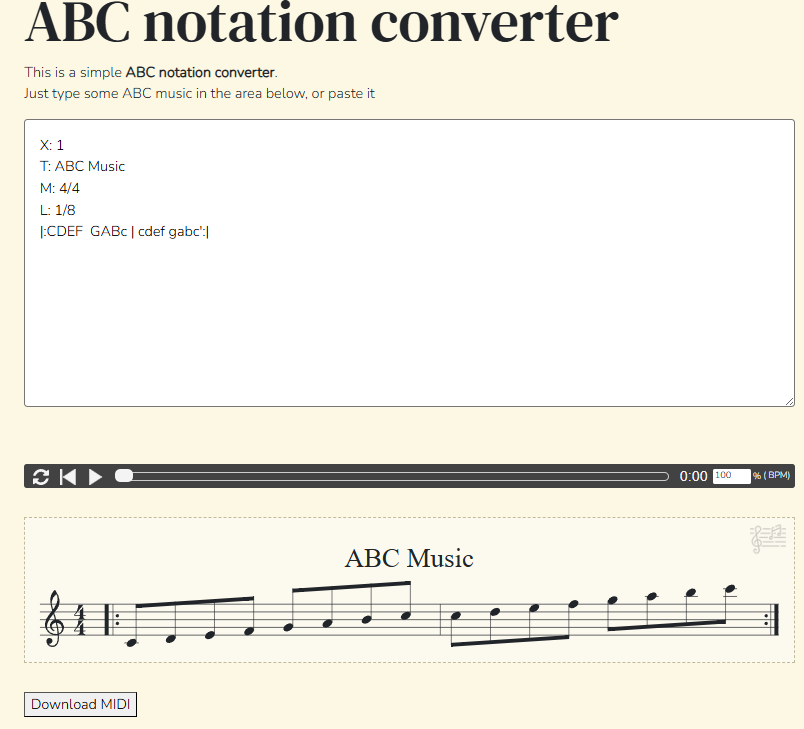 ABC notation converter
This is a simple ABC notation converter.
Just type some ABC music in the area below, or paste it
X: 1
T: ABC Music
M: 4/4
L: 1/8
|:CDEF  GABc | cdef gabc':|
0:00 100 % ( BPM)
ABC Music
4
4
Download MIDI